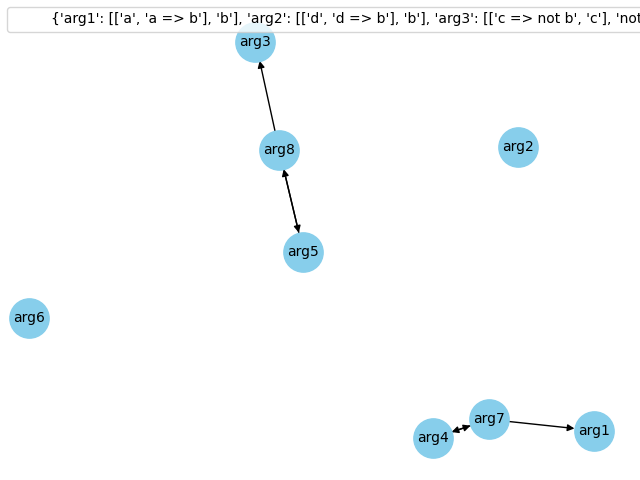 {'arg1': [['a', 'a => b'], 'b'], 'arg2': [['d', 'd => b'], 'b'], 'arg3': [['c => not b', 'c'], 'not
arg3
arg8
arg2
arg5
arg6
arg7
arg4
arg1